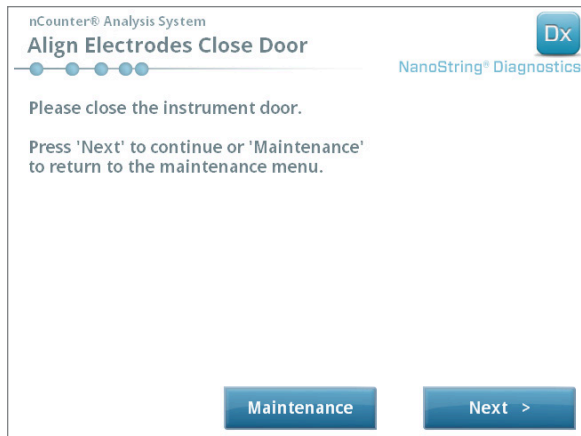 nCounter® Analysis System
Align Electrodes Close Door
Dx
NanoString® Diagnostics
Please close the instrument door.
Press 'Next' to continue or 'Maintenance'
to return to the maintenance menu.
Maintenance
Next >